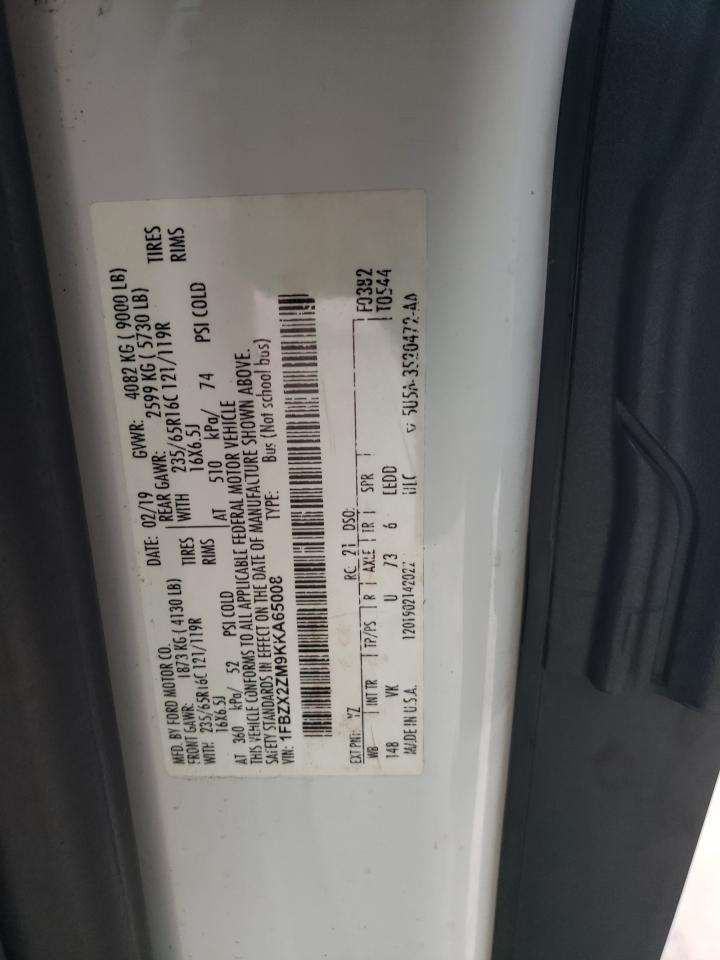 MFD. BY FORD MOTOR CO. DATE: 02/19 GVWR: 4082 KG ( 9000 LB)
FRONT GAWR: 1873 KG ( 4130 LB) REAR GAWR: 2599 KG ( 5730 LB)
WITH 235/65R16C 121/119R TIRES WITH 235/65R16C 121/119R TIRES
16X6.5J RIMS 16X6.5J RIMS
AT 360 kPa/ 52 PSI COLD AT 510 kPa/ 74 PSI COLD
THIS VEHICLE CONFORMS TO ALL APPLICABLE FEDERAL MOTOR VEHICLE
SAFETY STANDARDS IN EFFECT ON THE DATE OF MANUFACTURE SHOWN ABOVE.
VIN: 1FBZX2ZM9KKA65008 TYPE: Bus (Not school bus)
EXT PNT: YZ RC: 21 DSO: F0382
WB INT TR TP/PS R AXLE TR SPR T0544
148 VK U 73 6 LEDD
MADE IN U.S.A. 1201902142022 5U5A-3520472-AA